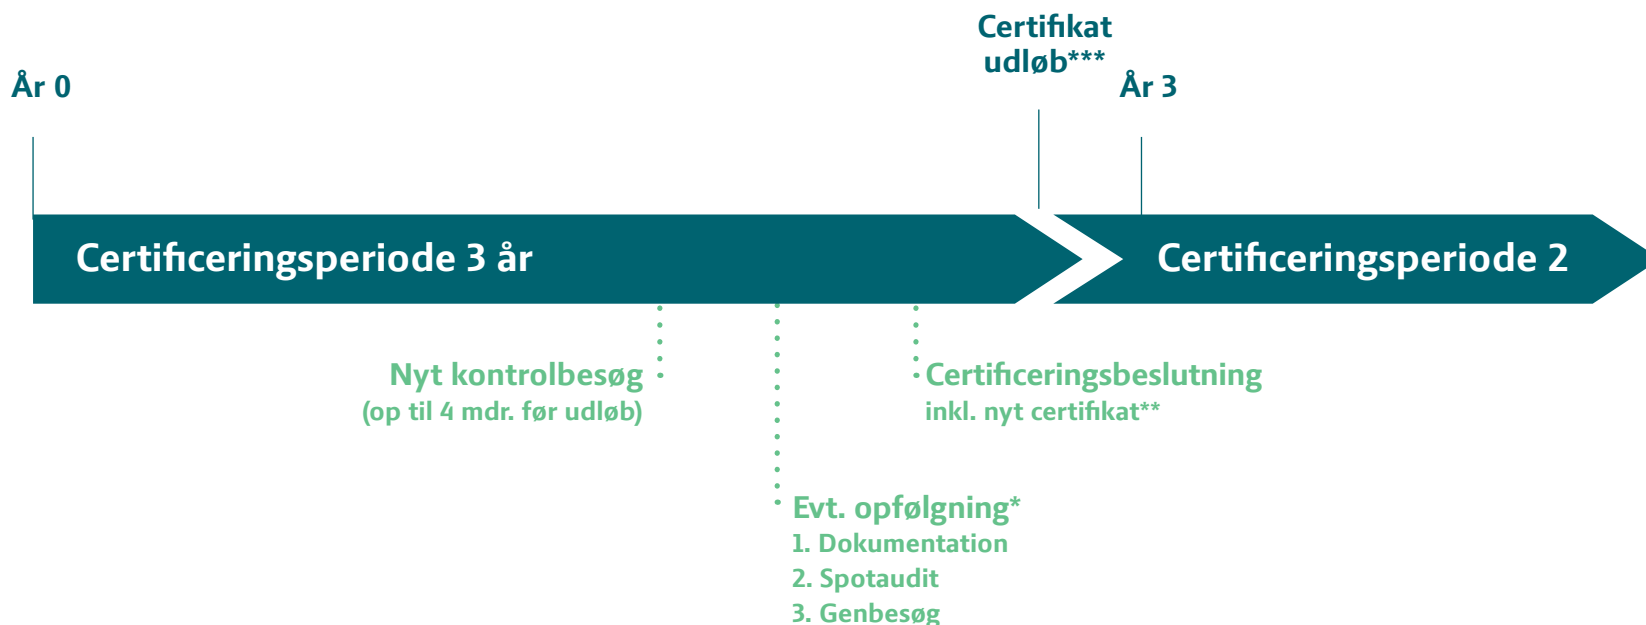 Certifikat
udløb***
År 0
År 3
Certificeringsperiode 3 år
Certificeringsperiode 2
Nyt kontrolbesøg
(op til 4 mdr. før udløb)
Certificeringsbeslutning
inkl. nyt certifikat**
Evt. opfølgning*
1. Dokumentation
2. Spotaudit
3. Genbesøg